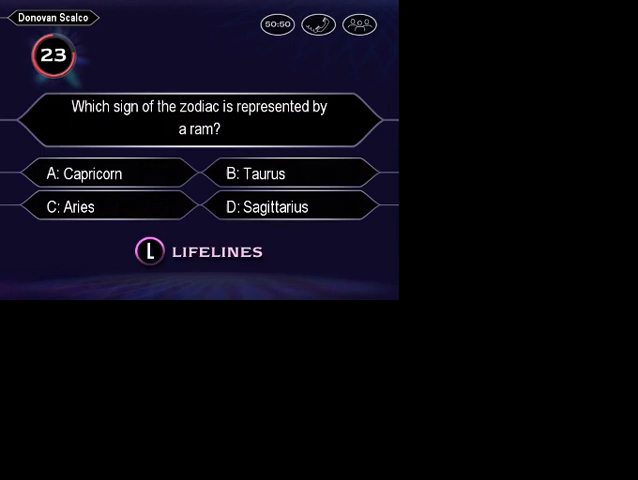 Donovan Scalco
50:50
23
Which sign of the zodiac is represented by
a ram?
A: Capricorn
B: Taurus
C: Aries
D: Sagittarius
L LIFELINES